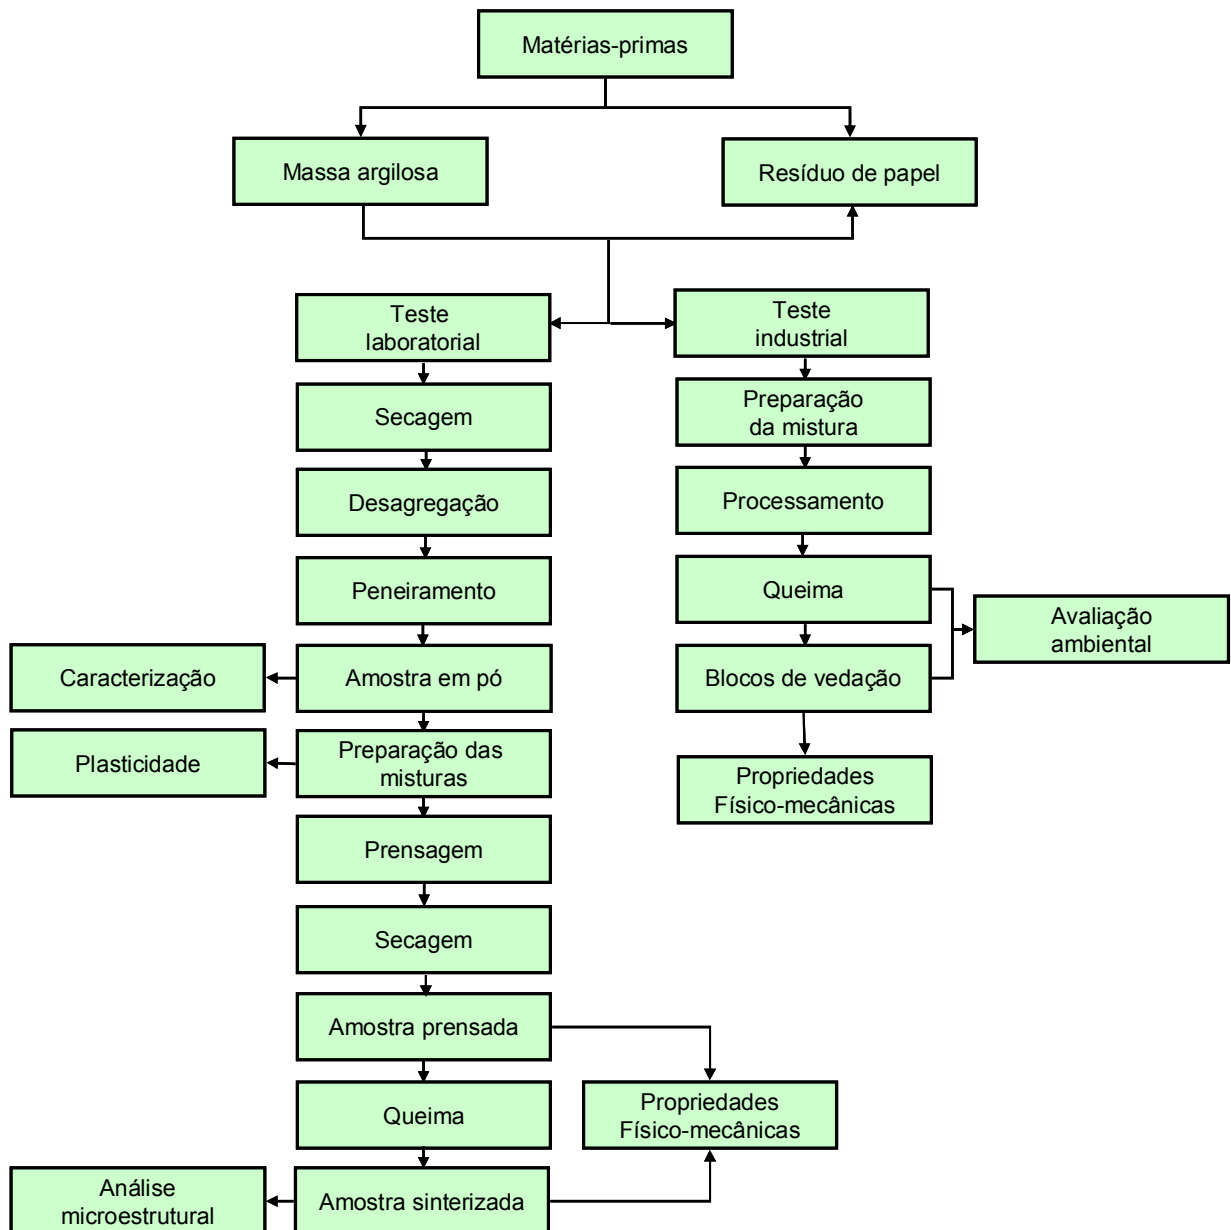 Matérias-primas
Massa argilosa
Resíduo de papel
Teste
laboratorial
Teste
industrial
Secagem
Preparação
da mistura
Desagregação
Processamento
Peneiramento
Queima
Avaliação
ambiental
Caracterização
Amostra em pó
Blocos de vedação
Plasticidade
Preparação das
misturas
Propriedades
Físico-mecânicas
Prensagem
Secagem
Amostra prensada
Queima
Propriedades
Físico-mecânicas
Análise
microestrutural
Amostra sinterizada